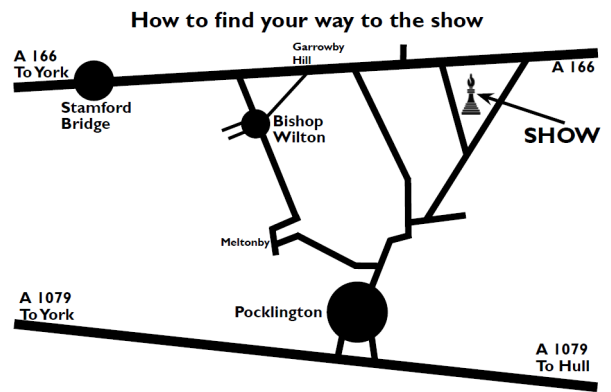 How to find your way to the show
Garrowby
Hill
A 166
To York
A 166
Stamford
Bridge
Bishop
Wilton
SHOW
Meltonby
A 1079
To York
Pocklington
A 1079
To Hull